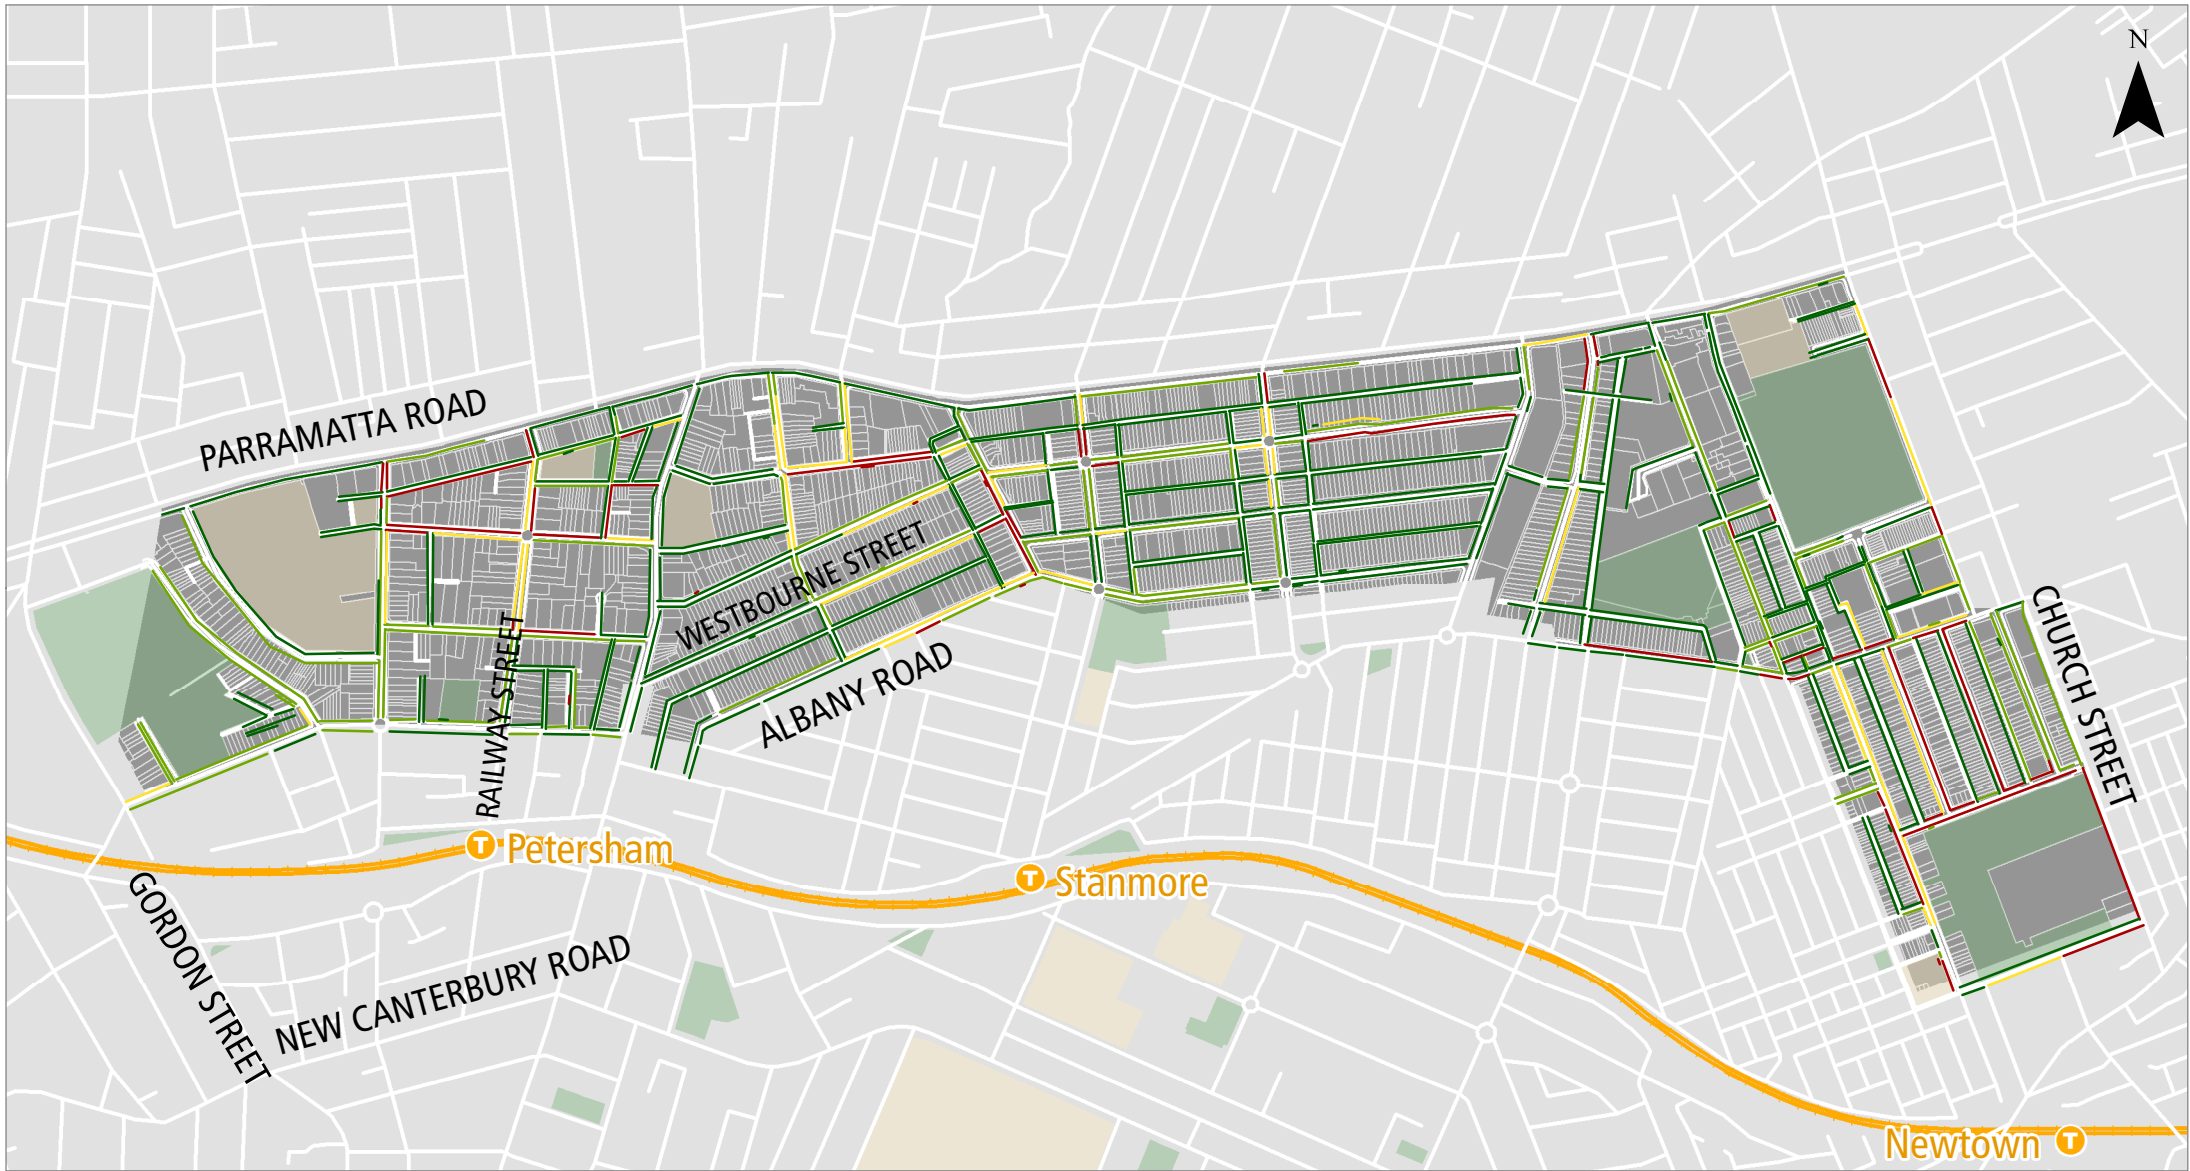 N
PARRAMATTA ROAD
WESTBOURNE STREET
CHURCH STREET
RAILWAY STREET
ALBANY ROAD
T Petersham
T Stanmore
GORDON STREET
NEW CANTERBURY ROAD
Newtown T